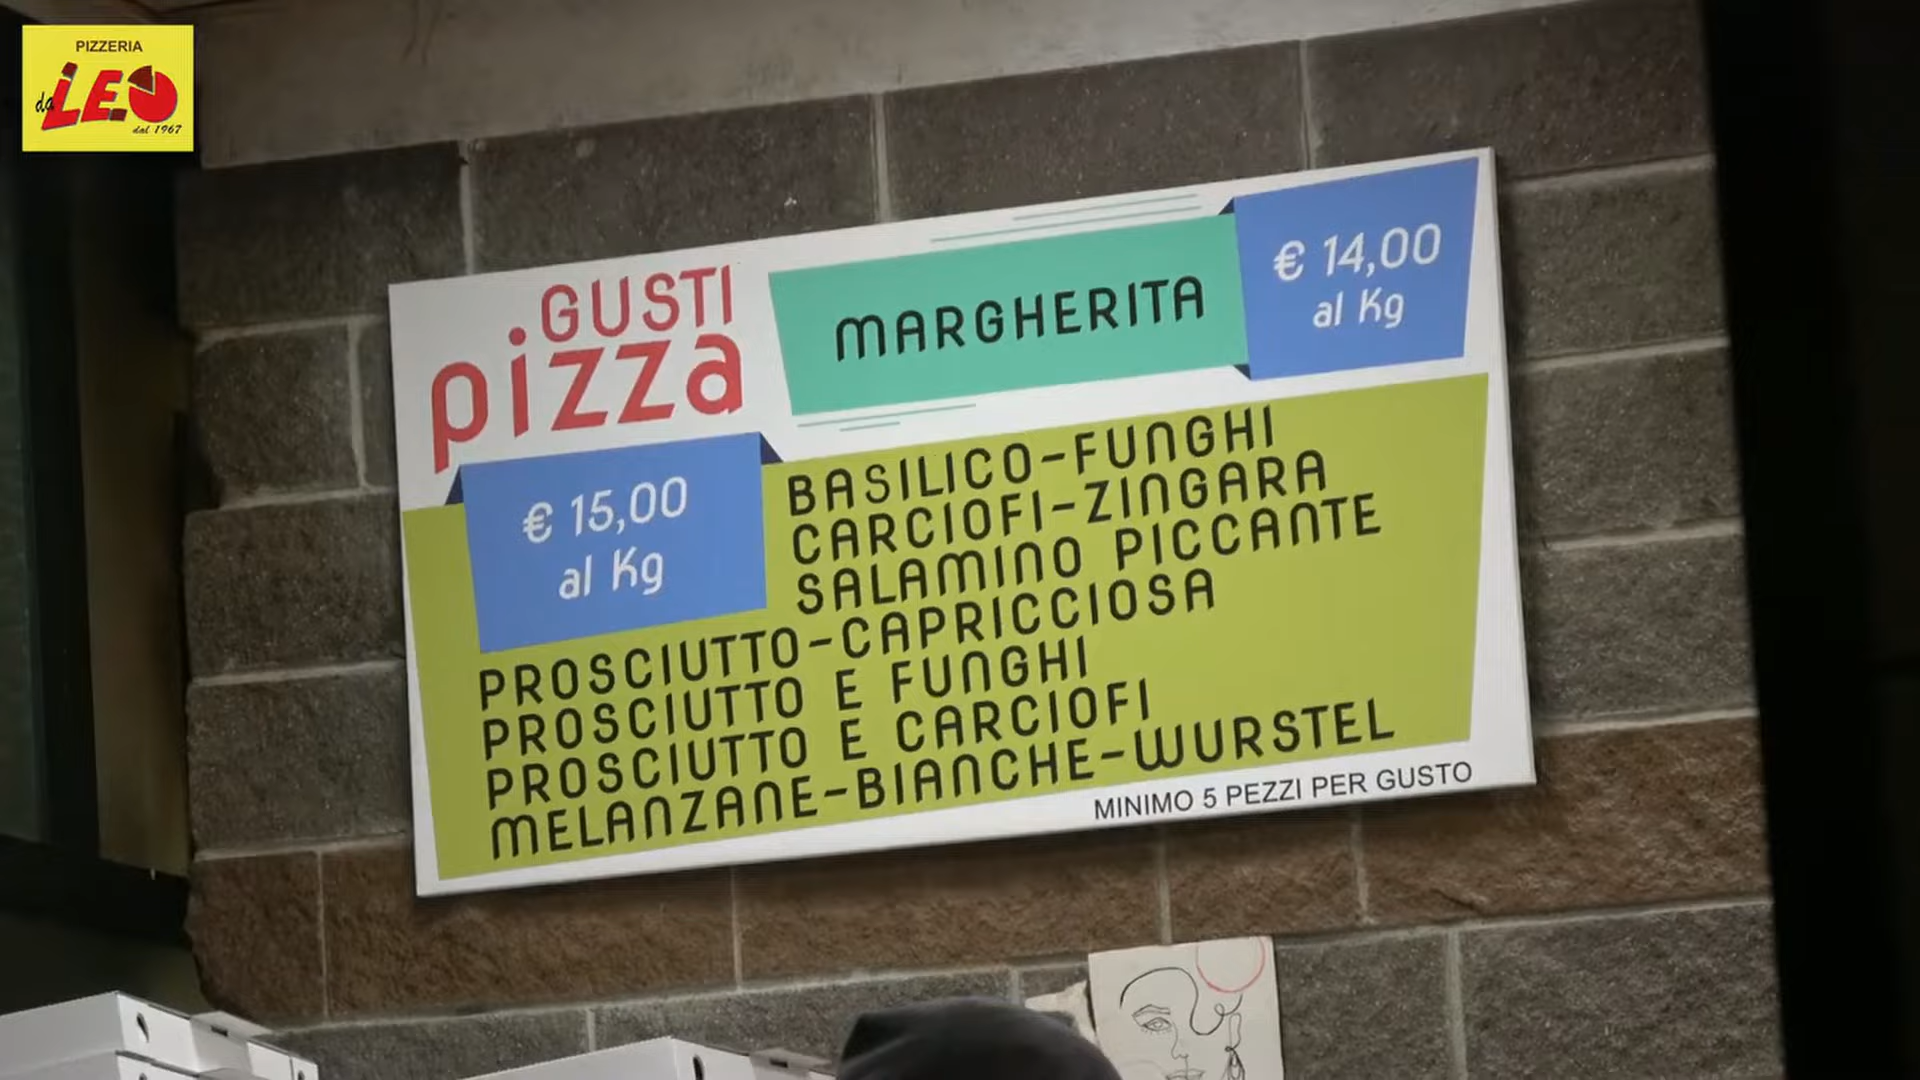 PIZZERIA
da LEO
dal 1967
GUSTI
pizza
MARGHERITA
€ 14,00
al Kg
€ 15,00
al Kg
BASILICO-FUNGHI
CARCIOFI-ZINGARA
SALAMINO PICCANTE
PROSCIUTTO-CAPRICCIOSA
PROSCIUTTO E FUNGHI
PROSCIUTTO E CARCIOFI
MELANZANE-BIANCHE-WURSTEL
MINIMO 5 PEZZI PER GUSTO